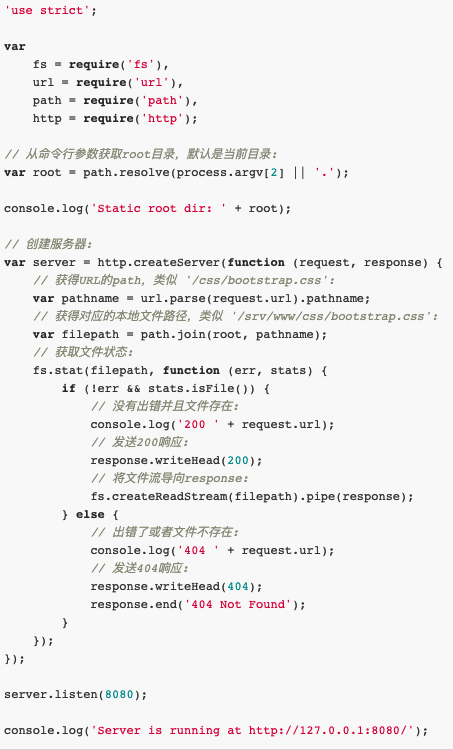 'use strict';

var
    fs = require('fs'),
    url = require('url'),
    path = require('path'),
    http = require('http');

// 从命令行参数获取root目录，默认是当前目录:
var root = path.resolve(process.argv[2] || '.');

console.log('Static root dir: ' + root);

// 创建服务器:
var server = http.createServer(function (request, response) {
    // 获得URL的path，类似 '/css/bootstrap.css':
    var pathname = url.parse(request.url).pathname;
    // 获得对应的本地文件路径，类似 '/srv/www/css/bootstrap.css':
    var filepath = path.join(root, pathname);
    // 获取文件状态:
    fs.stat(filepath, function (err, stats) {
        if (!err && stats.isFile()) {
            // 没有出错并且文件存在:
            console.log('200 ' + request.url);
            // 发送200响应:
            response.writeHead(200);
            // 将文件流导向response:
            fs.createReadStream(filepath).pipe(response);
        } else {
            // 出错了或者文件不存在:
            console.log('404 ' + request.url);
            // 发送404响应:
            response.writeHead(404);
            response.end('404 Not Found');
        }
    });
});

server.listen(8080);

console.log('Server is running at http://127.0.0.1:8080/');